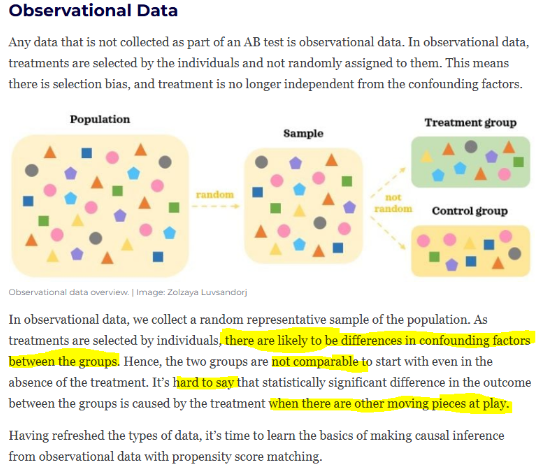 Observational Data
Any data that is not collected as part of an AB test is observational data. In observational data,
treatments are selected by the individuals and not randomly assigned to them. This means
there is selection bias, and treatment is no longer independent from the confounding factors.
Population
Sample
Treatment group
random
not
random
Control group
Observational data overview. | Image: Zolzaya Luvsandorj
In observational data, we collect a random representative sample of the population. As
treatments are selected by individuals, there are likely to be differences in confounding factors
between the groups. Hence, the two groups are not comparable to start with even in the
absence of the treatment. It’s hard to say that statistically significant difference in the outcome
between the groups is caused by the treatment when there are other moving pieces at play.
Having refreshed the types of data, it’s time to learn the basics of making causal inference
from observational data with propensity score matching.